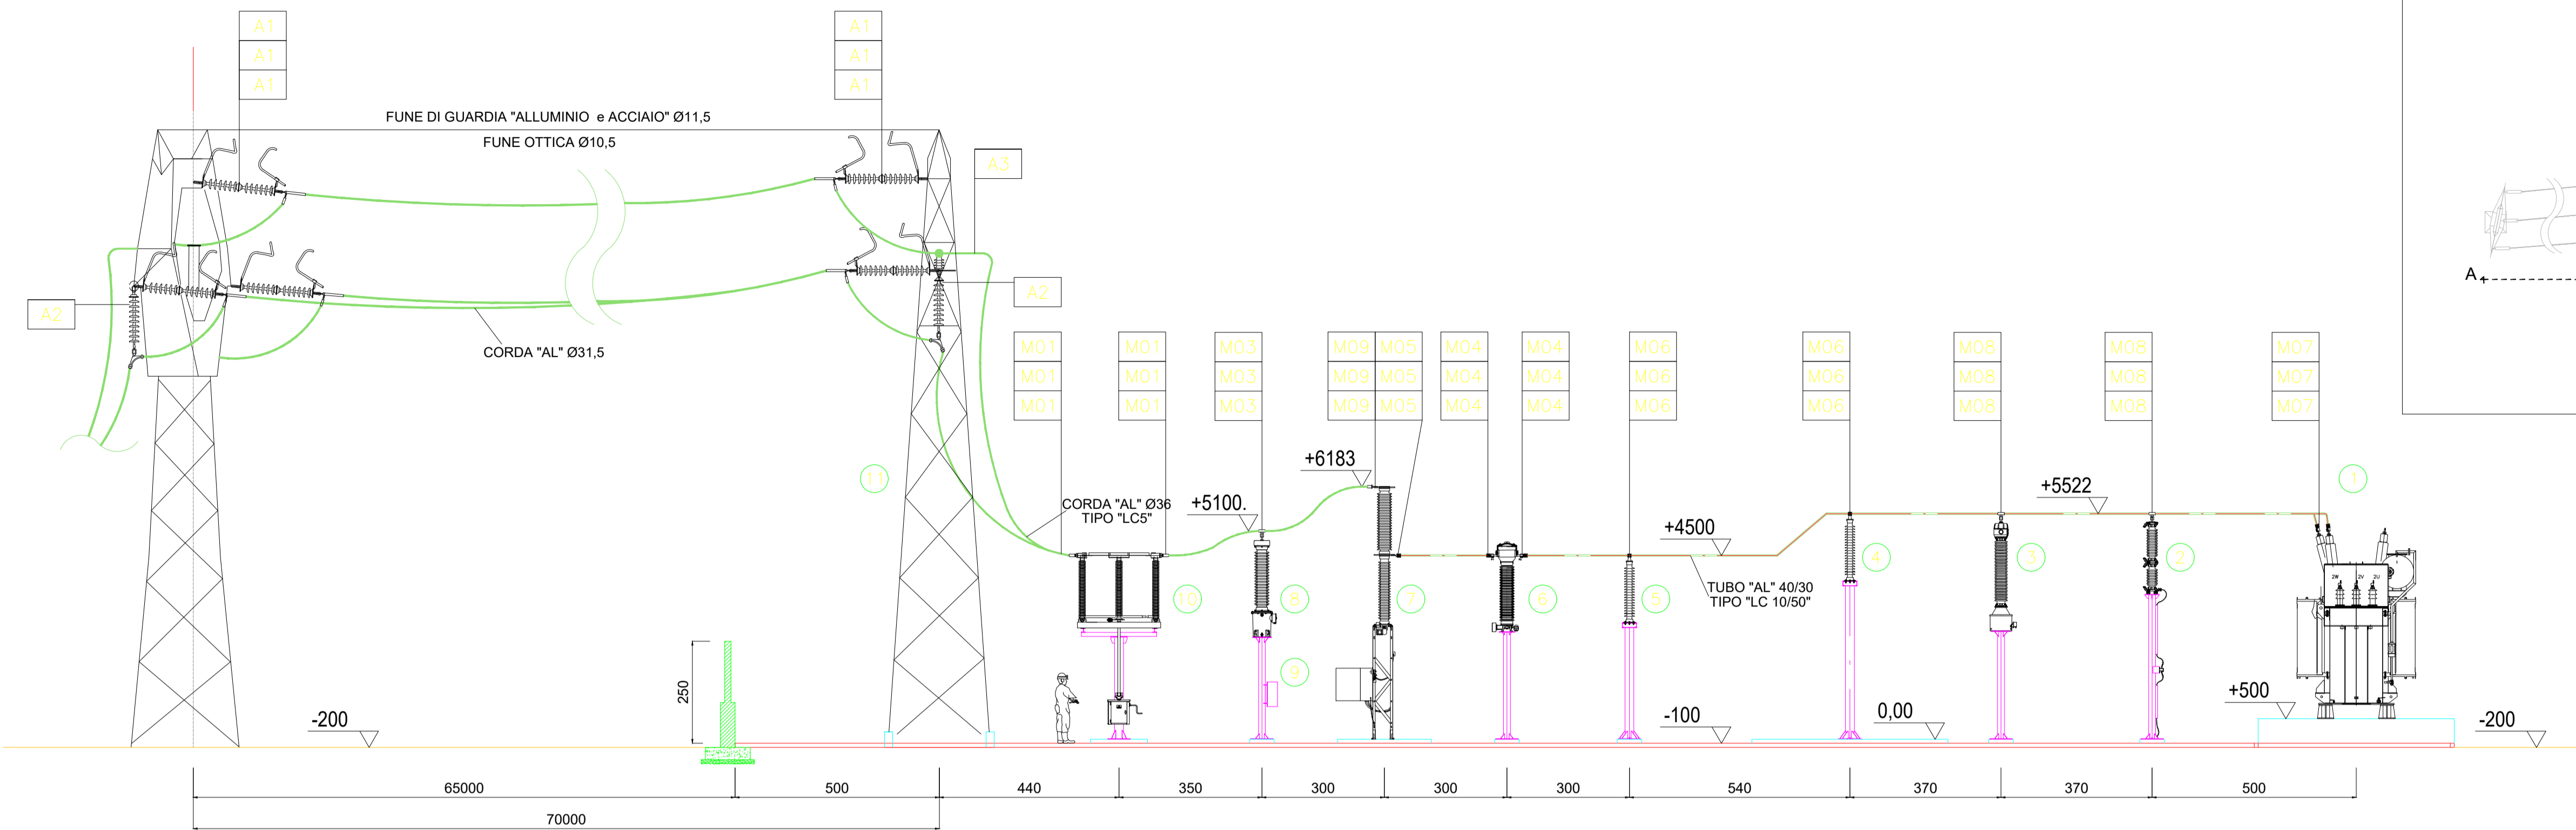 A1
A1
A1
A1
A1
A1
FUNE DI GUARDIA "ALLUMINIO e ACCIAIO" Ø11,5
FUNE OTTICA Ø10,5
A3
A
A2
A2
CORDA "AL" Ø31,5
M01 M01 M03 M09 M05 M04 M04 M06 M06 M08 M08 M07
M01 M01 M03 M09 M05 M04 M04 M06 M06 M08 M08 M07
M01 M01 M03 M09 M05 M04 M04 M06 M06 M08 M08 M07
+6183
11
1
+5522
CORDA "AL" Ø36
TIPO "LC5"
+5100.
+4500
10
8
7
6
5
4
3
2
2W 2V 2U
TUBO "AL" 40/30
TIPO "LC 10/50"
9
250
-200
-100
0,00
+500
-200
65000
500
440
350
300
300
300
540
370
370
500
70000